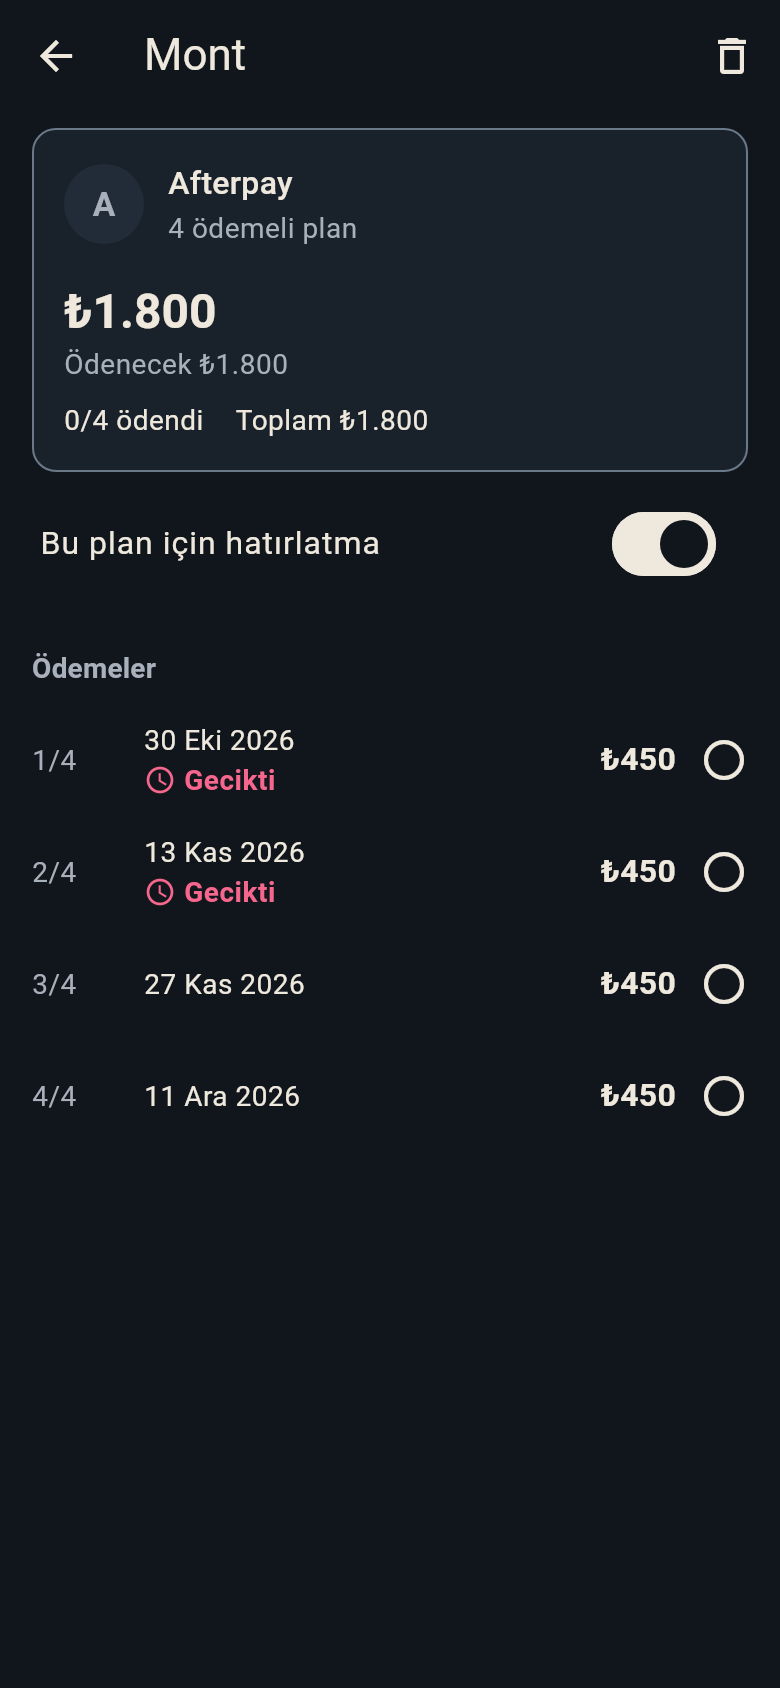 Mont
A
Afterpay
4 ödemeli plan
₺1.800
Ödenecek ₺1.800
0/4 ödendi Toplam ₺1.800
Bu plan için hatırlatma
Ödemeler
1/4 30 Eki 2026 ₺450
Gecikti
2/4 13 Kas 2026 ₺450
Gecikti
3/4 27 Kas 2026 ₺450
4/4 11 Ara 2026 ₺450